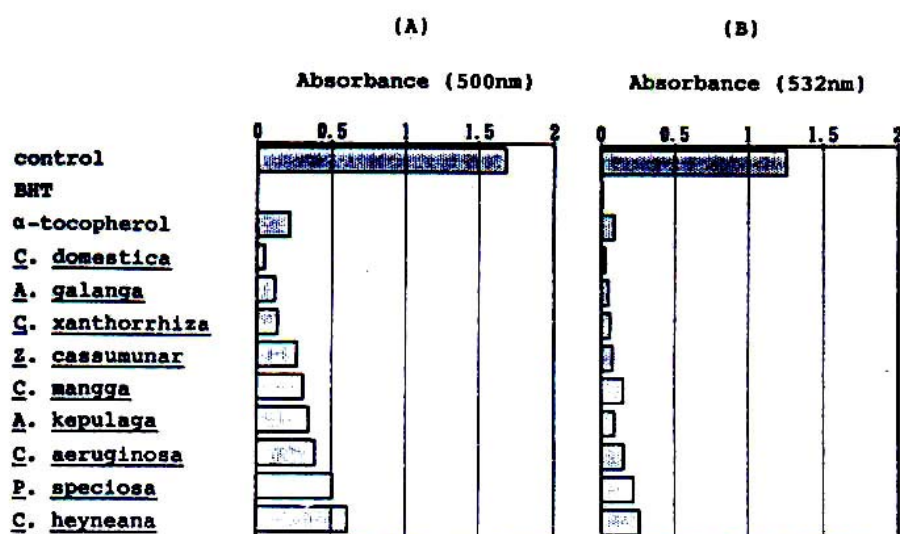 (A) (B)
Absorbance (500nm) Absorbance (532nm)
0 0.5 1 1.5 2 0 0.5 1 1.5 2
control
BHT
α-tocopherol
C. domestica
A. galanga
C. xanthorrhiza
Z. cassumunar
C. mangga
A. kepulaga
C. aeruginosa
P. speciosa
C. heyneana